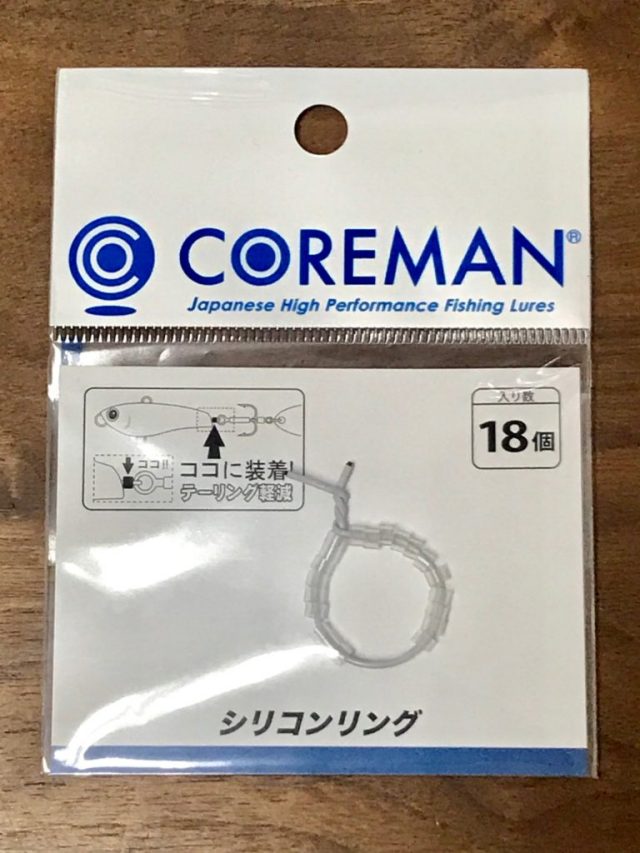 COREMAN®
Japanese High Performance Fishing Lures
入り数
18個
ココ!!
ココに装着!
テーリング軽減
シリコンリング